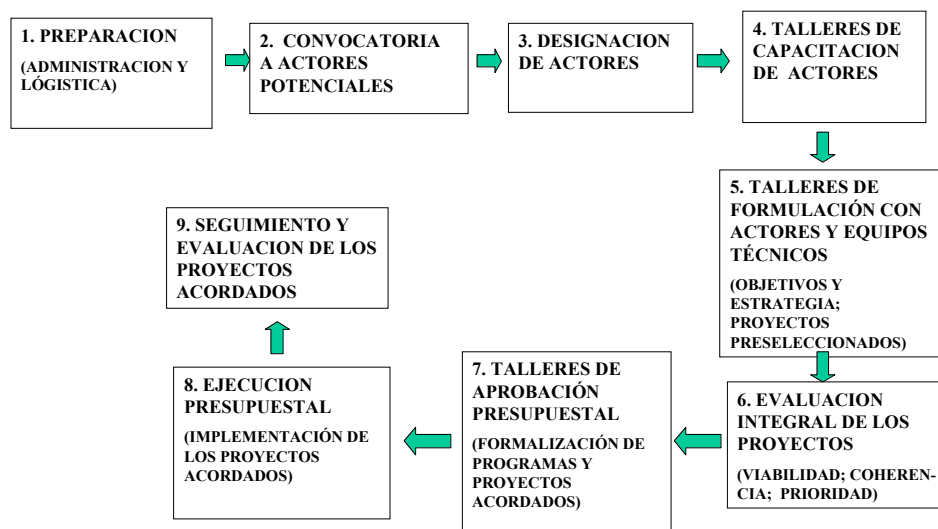 1. PREPARACION
(ADMINISTRACION Y
LÓGISTICA)
2. CONVOCATORIA
A ACTORES
POTENCIALES
3. DESIGNACION
DE ACTORES
4. TALLERES DE
CAPACITACION
DE ACTORES
5. TALLERES DE
FORMULACIÓN CON
ACTORES Y EQUIPOS
TÉCNICOS
(OBJETIVOS Y
ESTRATEGIA;
PROYECTOS
PRESELECCIONADOS)
6. EVALUACION
INTEGRAL DE LOS
PROYECTOS
(VIABILIDAD; COHEREN-
CIA; PRIORIDAD)
7. TALLERES DE
APROBACIÓN
PRESUPUESTAL
(FORMALIZACIÓN DE
PROGRAMAS Y
PROYECTOS
ACORDADOS)
8. EJECUCION
PRESUPUESTAL
(IMPLEMENTACIÓN DE
LOS PROYECTOS
ACORDADOS)
9. SEGUIMIENTO Y
EVALUACION DE LOS
PROYECTOS
ACORDADOS